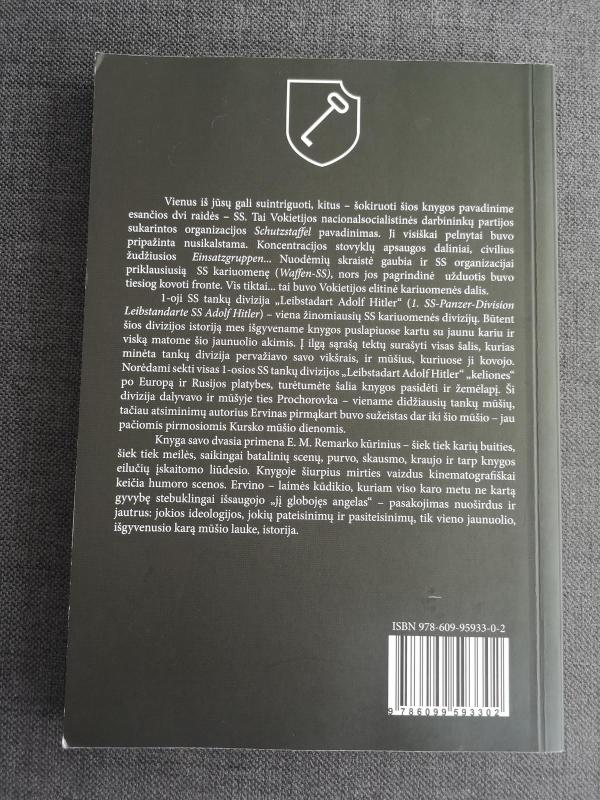 Vienus iš jūsų gali suintriguoti, kitus – šokiruoti šios knygos pavadinime
esančios dvi raidės – SS. Tai Vokietijos nacionalsocialistinės darbininkų partijos
sukarintos organizacijos Schutzstaffel pavadinimas. Ji visiškai pelnytai buvo
pripažinta nusikalstama. Koncentracijos stovyklų apsaugos daliniai, civilius
žudžiusios Einsatzgruppen... Nuodėmių skraistė gaubia ir SS organizacijai
priklausiusią SS kariuomenę (Waffen-SS), nors jos pagrindinė užduotis buvo
tiesiog kovoti fronte. Vis tiktai... tai buvo Vokietijos elitinė kariuomenės dalis.
1-oji SS tankų divizija „Leibstadart Adolf Hitler“ (1. SS-Panzer-Division
Leibstandarte SS Adolf Hitler) – viena žinomiausių SS kariuomenės divizijų. Būtent
šios divizijos istoriją mes išgyvename knygos puslapiuose kartu su jaunu kariu ir
viską matome šio jaunuolio akimis. Į ilgą sąrašą tektų surašyti visas šalis, kurias
minėta tankų divizija pervažiavo savo vikšrais, ir mūšius, kuriuose ji kovojo.
Norėdami sekti visas 1-osios SS tankų divizijos „Leibstadart Adolf Hitler“ „keliones“
po Europą ir Rusijos platybes, turėtumėte šalia knygos pasidėti ir žemėlapį. Ši
divizija dalyvavo ir mūšyje ties Prochorovka – viename didžiausių tankų mūšių,
tačiau atsiminimų autorius Ervinas pirmąkart buvo sužeistas dar iki šio mūšio – jau
pačiomis pirmosiomis Kursko mūšio dienomis.
Knyga savo dvasia primena E. M. Remarko kūrinius – šiek tiek karių buities,
šiek tiek meilės, saikingai batalinių scenų, purvo, skausmo, kraujo ir tarp knygos
eilučių įskaitomo liūdesio. Knygoje šiurpius mirties vaizdus kinematografiškai
keičia humoro scenos. Ervino – laimės kūdikio, kuriam viso karo metu ne kartą
gyvybę stebuklingai išsaugojo „jį globojęs angelas“ – pasakojimas nuoširdus ir
jautrus: jokios ideologijos, jokių pateisinimų ir pasiteisinimų, tik vieno jaunuolio,
išgyvenusio karą mūšio lauke, istorija.
ISBN 978-609-95933-0-2
9 786099 593302